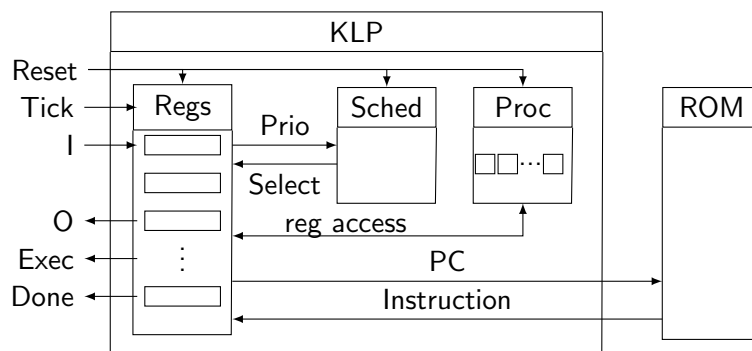 KLP
Reset
Tick
Regs
Sched
Proc
ROM
I
Prio
Select
O
reg access
Exec
PC
Done
Instruction